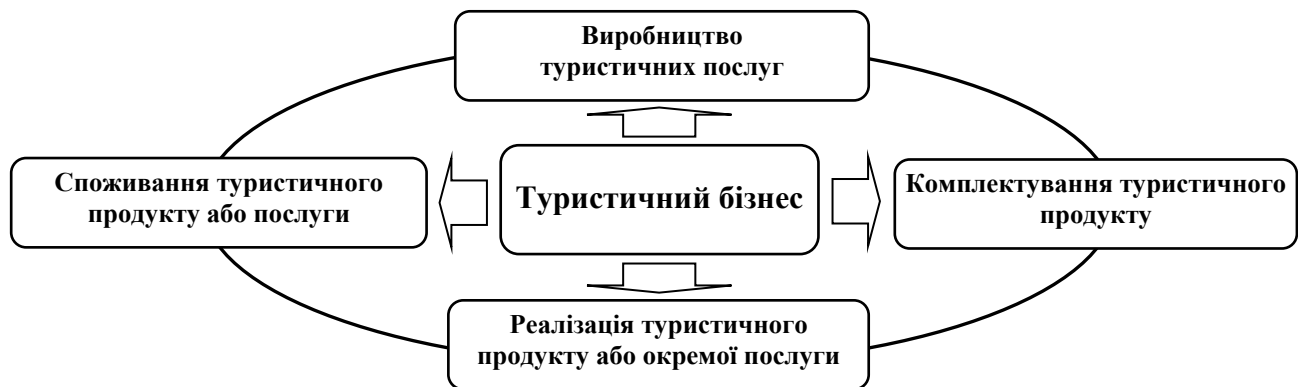 Виробництво
туристичних послуг
Споживання туристичного
продукту або послуги
Туристичний бізнес
Комплектування туристичного
продукту
Реалізація туристичного
продукту або окремої послуги